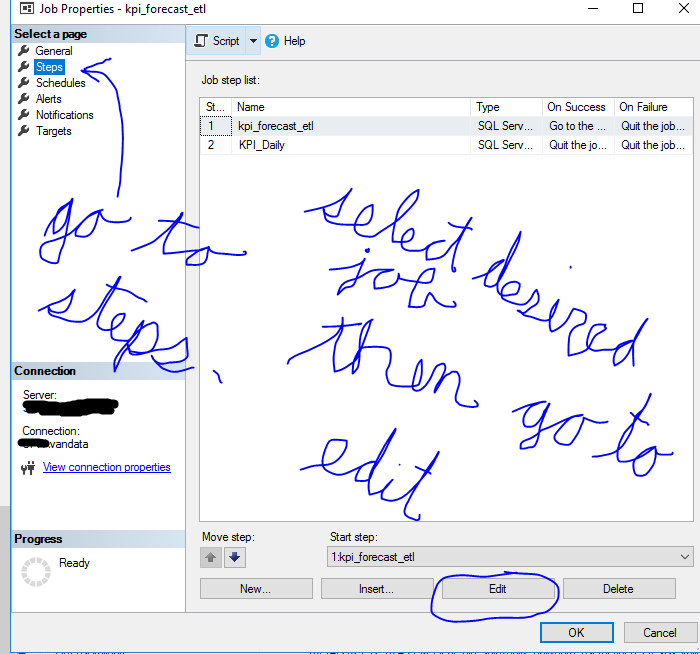 Job Properties - kpi_forecast_etl
Select a page
General
Steps
Schedules
Alerts
Notifications
Targets
Script
Help
Job step list:
St... Name Type On Success On Failure
1 kpi_forecast_etl SQL Serv... Go to the ... Quit the job...
2 KPI_Daily SQL Serv... Quit the jo... Quit the job...
go to
steps.
select desired
job
then go to
edit
Connection
Server:
Connection:
vandata
View connection properties
Progress
Ready
Move step:
Start step:
1:kpi_forecast_etl
New... Insert... Edit Delete
OK Cancel